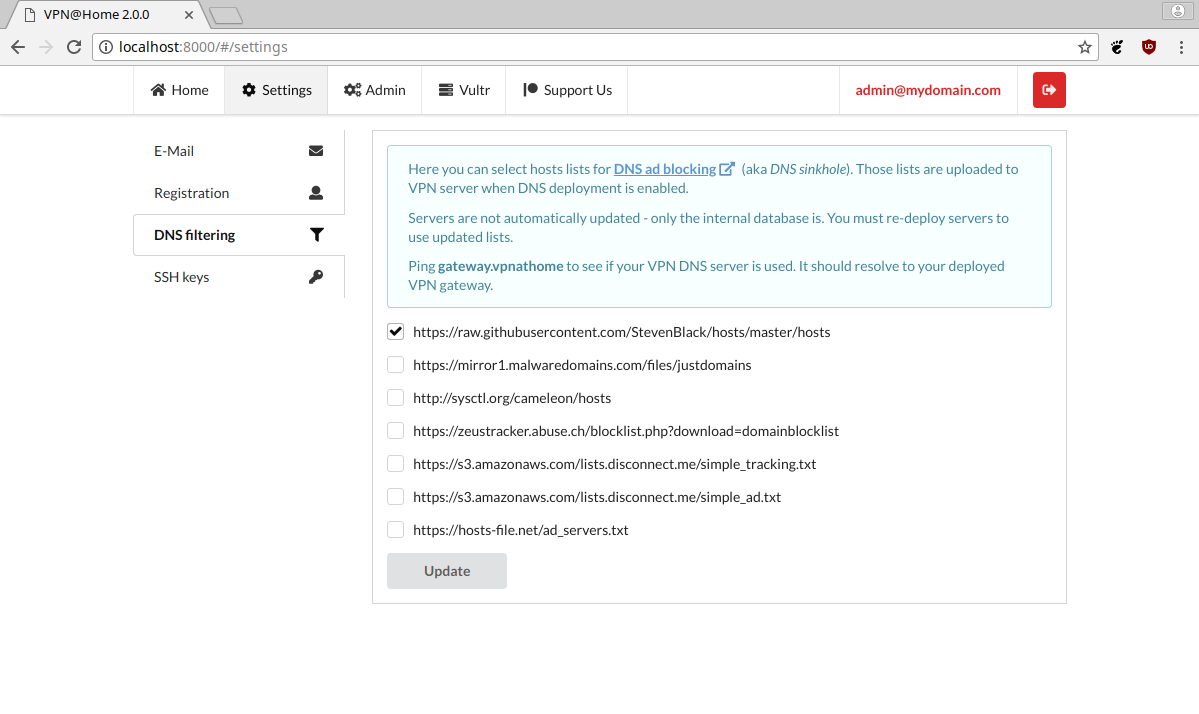 VPN@Home 2.0.0
localhost:8000/#/settings
Home Settings Admin Vultr Support Us admin@mydomain.com
E-Mail
Registration
DNS filtering
SSH keys
Here you can select hosts lists for DNS ad blocking (aka DNS sinkhole). Those lists are uploaded to
VPN server when DNS deployment is enabled.
Servers are not automatically updated - only the internal database is. You must re-deploy servers to
use updated lists.
Ping gateway.vpnathome to see if your VPN DNS server is used. It should resolve to your deployed
VPN gateway.
https://raw.githubusercontent.com/StevenBlack/hosts/master/hosts
https://mirror1.malwaredomains.com/files/justdomains
http://sysctl.org/cameleon/hosts
https://zeustracker.abuse.ch/blocklist.php?download=domainblocklist
https://s3.amazonaws.com/lists.disconnect.me/simple_tracking.txt
https://s3.amazonaws.com/lists.disconnect.me/simple_ad.txt
https://hosts-file.net/ad_servers.txt
Update